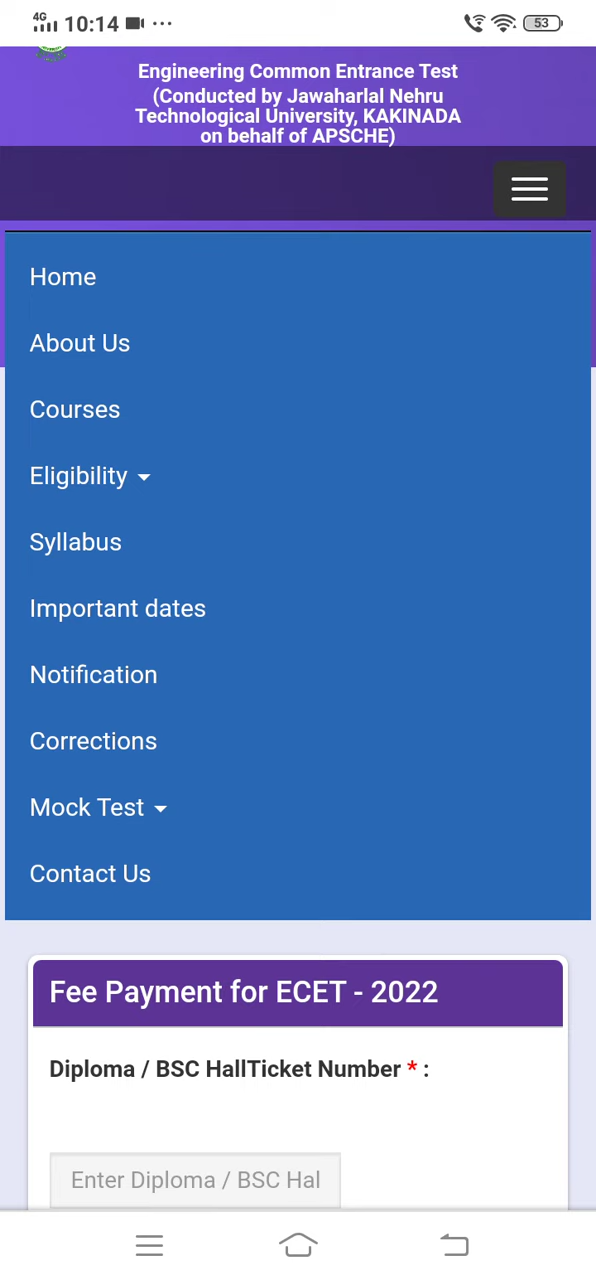 4G 10:14 53
Engineering Common Entrance Test
(Conducted by Jawaharlal Nehru
Technological University, KAKINADA
on behalf of APSCHE)
Home
About Us
Courses
Eligibility
Syllabus
Important dates
Notification
Corrections
Mock Test
Contact Us
Fee Payment for ECET - 2022
Diploma / BSC HallTicket Number * :
Enter Diploma / BSC Hal